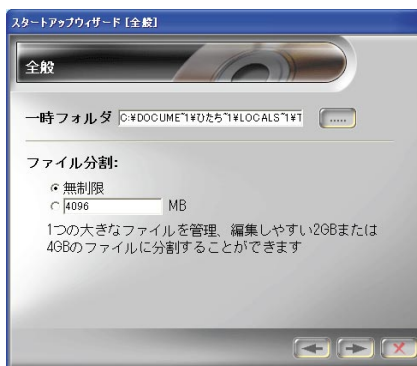 スタートアップウィザード [全般]
全般
一時フォルダ C:¥DOCUME~1¥ひたち~1¥LOCALS~1¥T .....
ファイル分割:
無制限
4096 MB
1つの大きなファイルを管理、編集しやすい2GBまたは
4GBのファイルに分割することができます